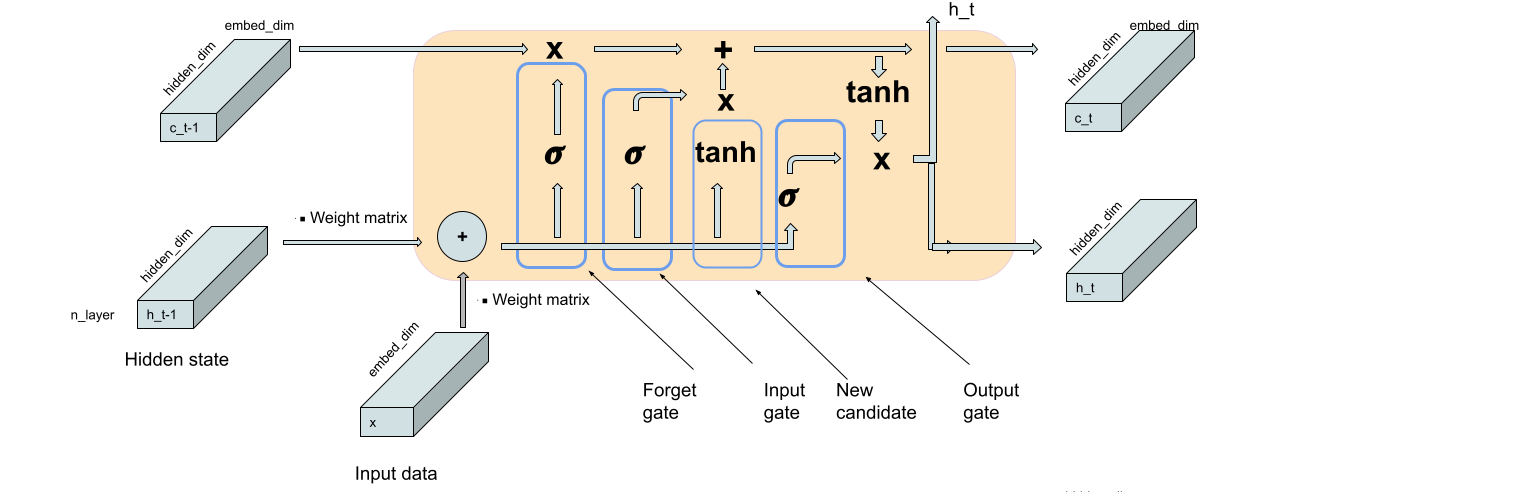 h_t
embed_dim
embed_dim
hidden_dim
hidden_dim
x
+
tanh
x
c_t-1
c_t
σ
σ
tanh
x
σ
▪ Weight matrix
hidden_dim
hidden_dim
+
h_t-1
h_t
n_layer
▪ Weight matrix
Hidden state
embed_dim
x
Forget gate
Input gate
New candidate
Output gate
Input data